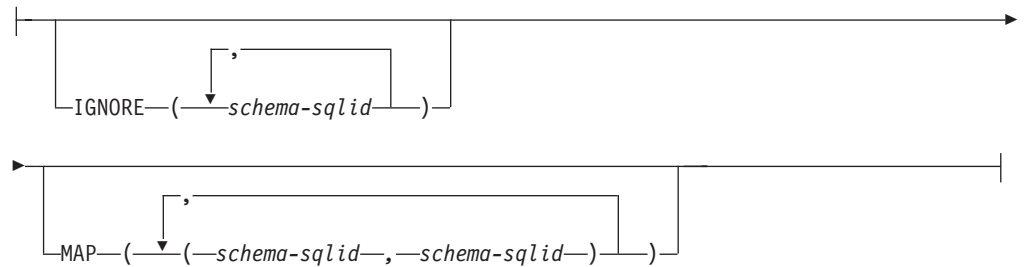 ,
IGNORE ( schema-sqlid )
,
MAP ( ( schema-sqlid , schema-sqlid ) )